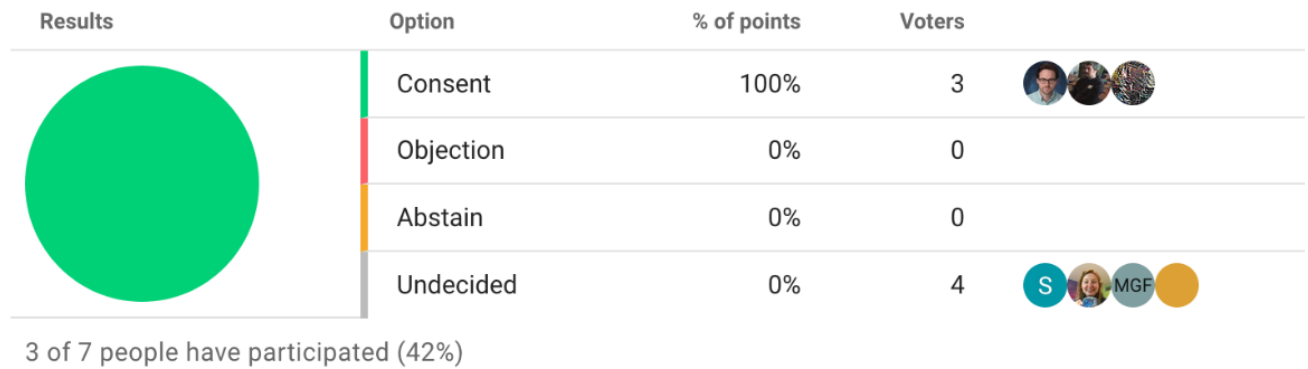 Results Option % of points Voters
Consent 100% 3
Objection 0% 0
Abstain 0% 0
Undecided 0% 4 S MGF
3 of 7 people have participated (42%)